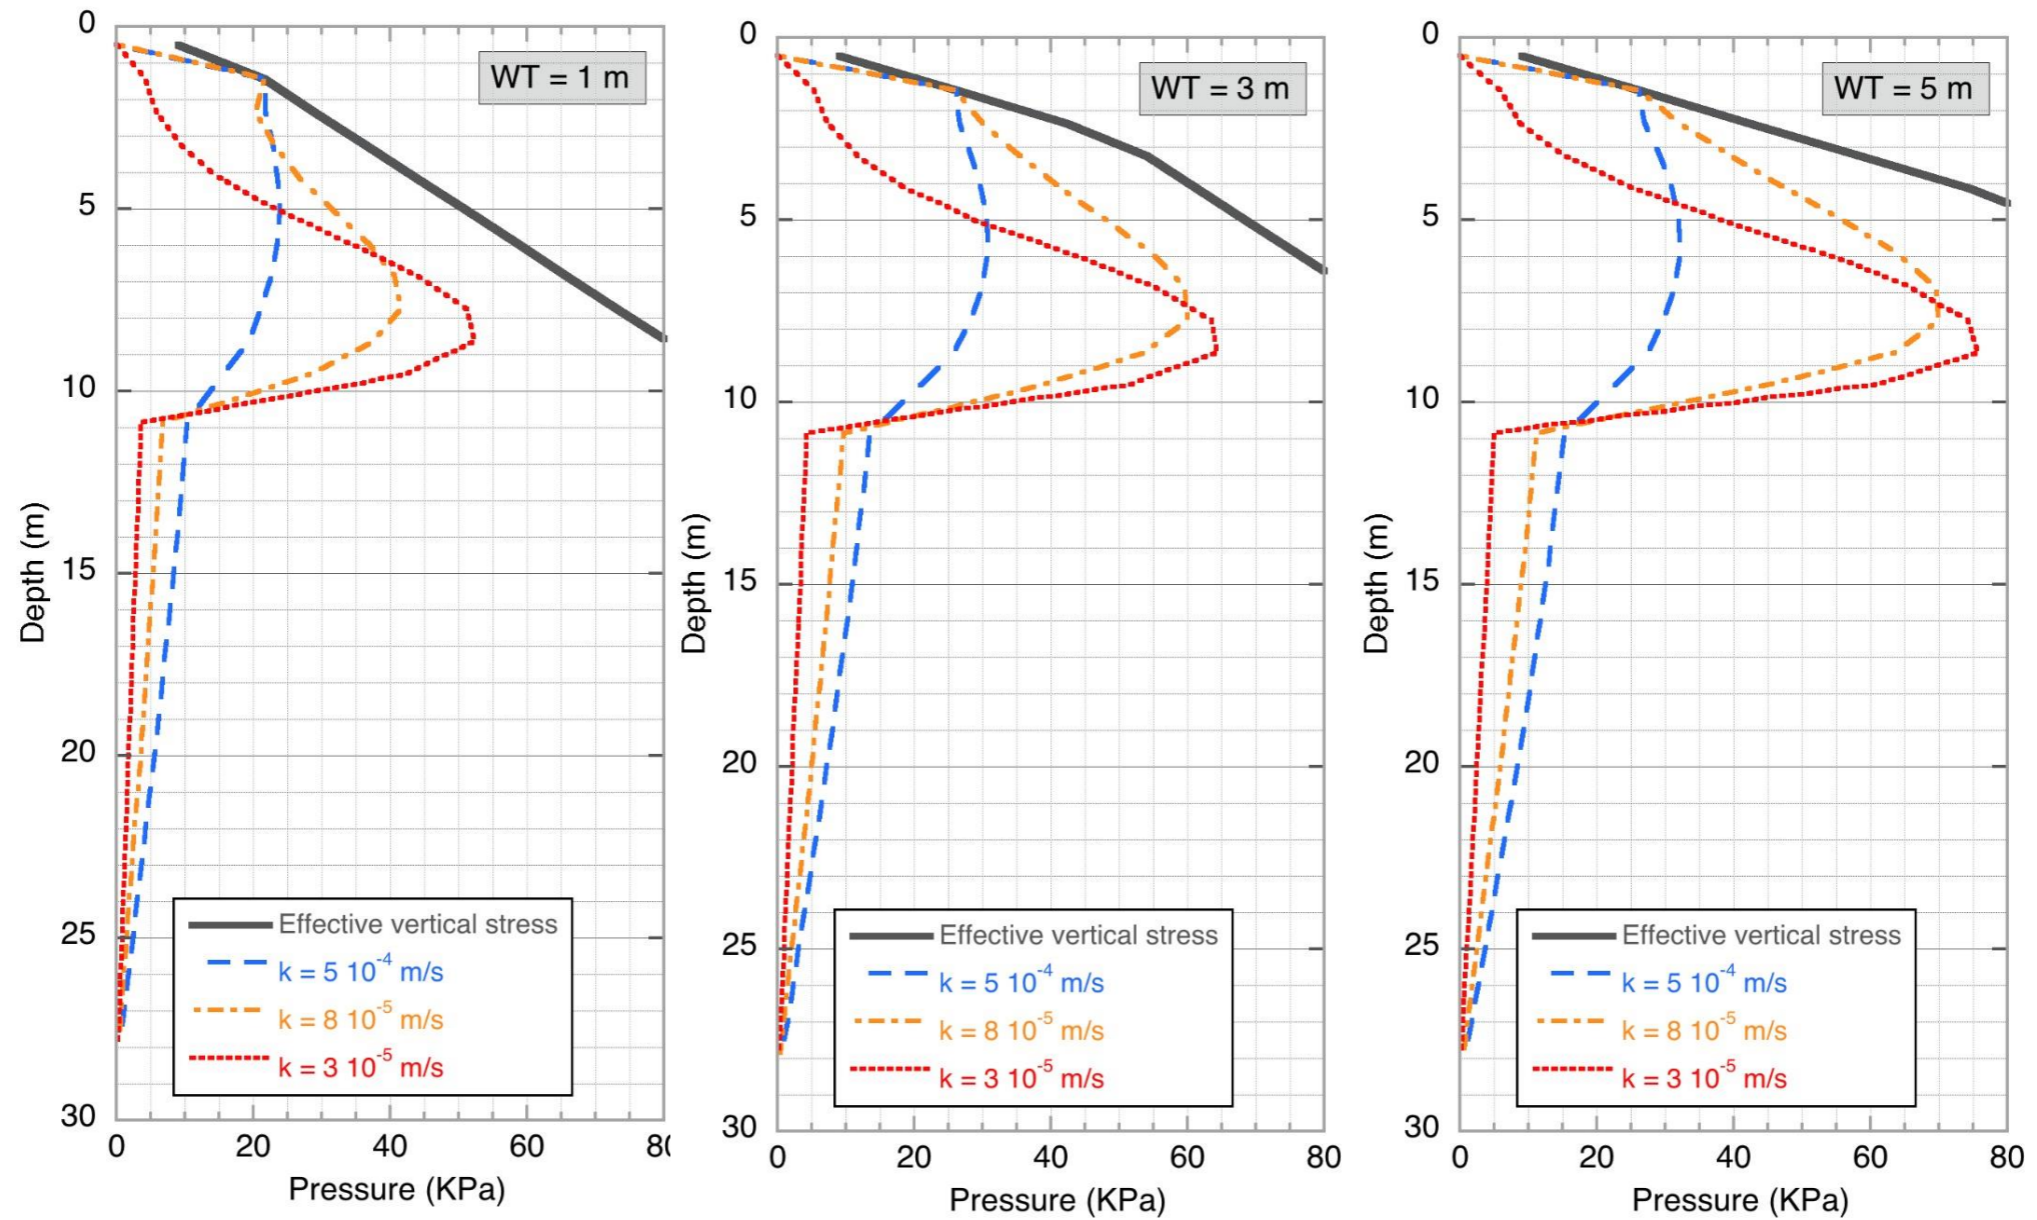 WT = 1 m
0
5
10
15
20
25
30
Depth (m)
Effective vertical stress
k = 5 10⁻⁴ m/s
k = 8 10⁻⁵ m/s
k = 3 10⁻⁵ m/s
0 20 40 60 80
Pressure (KPa)
WT = 3 m
0
5
10
15
20
25
30
Depth (m)
Effective vertical stress
k = 5 10⁻⁴ m/s
k = 8 10⁻⁵ m/s
k = 3 10⁻⁵ m/s
0 20 40 60 80
Pressure (KPa)
WT = 5 m
0
5
10
15
20
25
30
Depth (m)
Effective vertical stress
k = 5 10⁻⁴ m/s
k = 8 10⁻⁵ m/s
k = 3 10⁻⁵ m/s
0 20 40 60 80
Pressure (KPa)